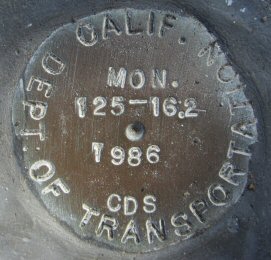 CALIF. DEPT. OF TRANSPORTATION
MON.
125-16.2
1986
CDS